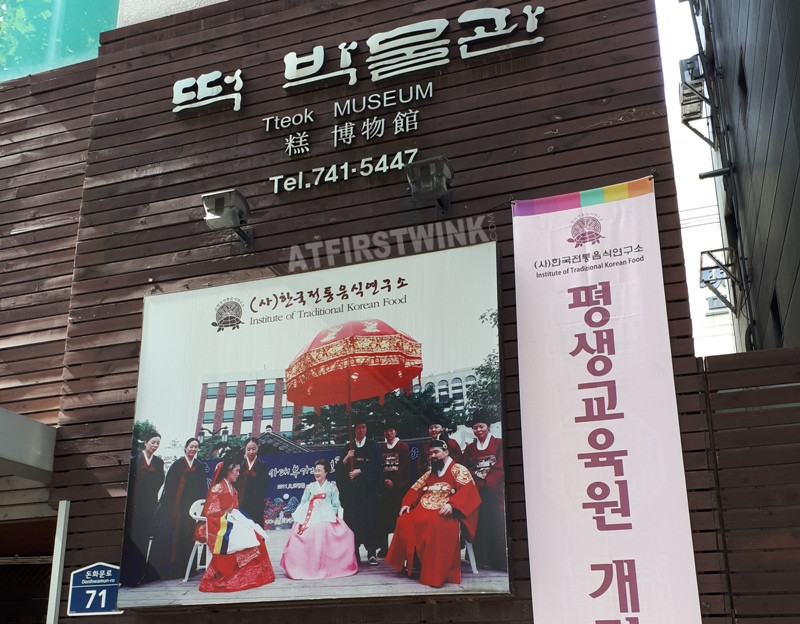 떡 박물관
Tteok MUSEUM
糕 博物館
Tel.741-5447
ATFIRSTWINK.COM
(사)한국전통음식연구소
Institute of Traditional Korean Food
(사)한국전통음식연구소
Institute of Traditional Korean Food
평생교육원
돈화문로
Donhwamun-ro
71